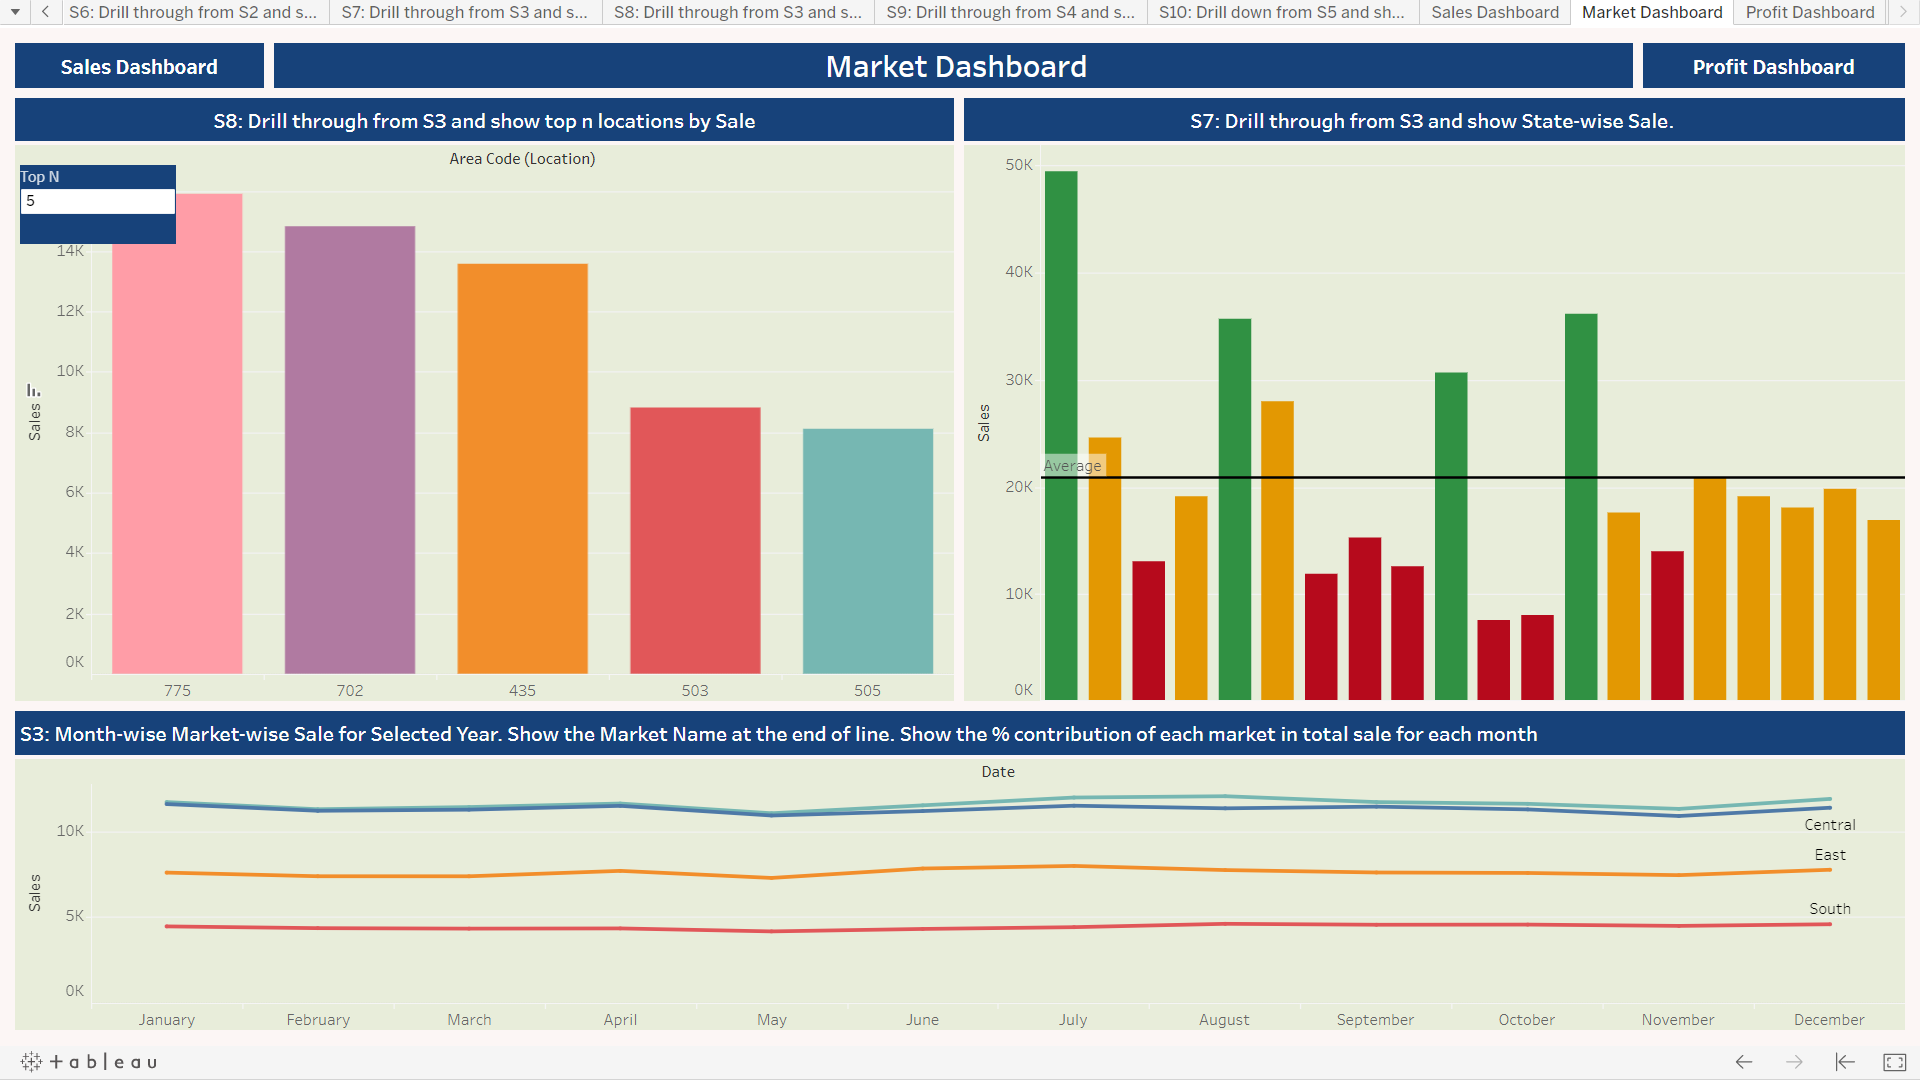 S6: Drill through from S2 and s...
S7: Drill through from S3 and s...
S8: Drill through from S3 and s...
S9: Drill through from S4 and s...
S10: Drill down from S5 and sh...
Sales Dashboard
Market Dashboard
Profit Dashboard
Sales Dashboard
Market Dashboard
Profit Dashboard
S8: Drill through from S3 and show top n locations by Sale
Area Code (Location)
Top N
5
14K
12K
10K
8K
6K
4K
2K
0K
Sales
775
702
435
503
505
S7: Drill through from S3 and show State-wise Sale.
50K
40K
30K
20K
10K
0K
Sales
Average
S3: Month-wise Market-wise Sale for Selected Year. Show the Market Name at the end of line. Show the % contribution of each market in total sale for each month
Date
10K
5K
0K
Sales
Central
East
South
January
February
March
April
May
June
July
August
September
October
November
December
+ a b | e a u